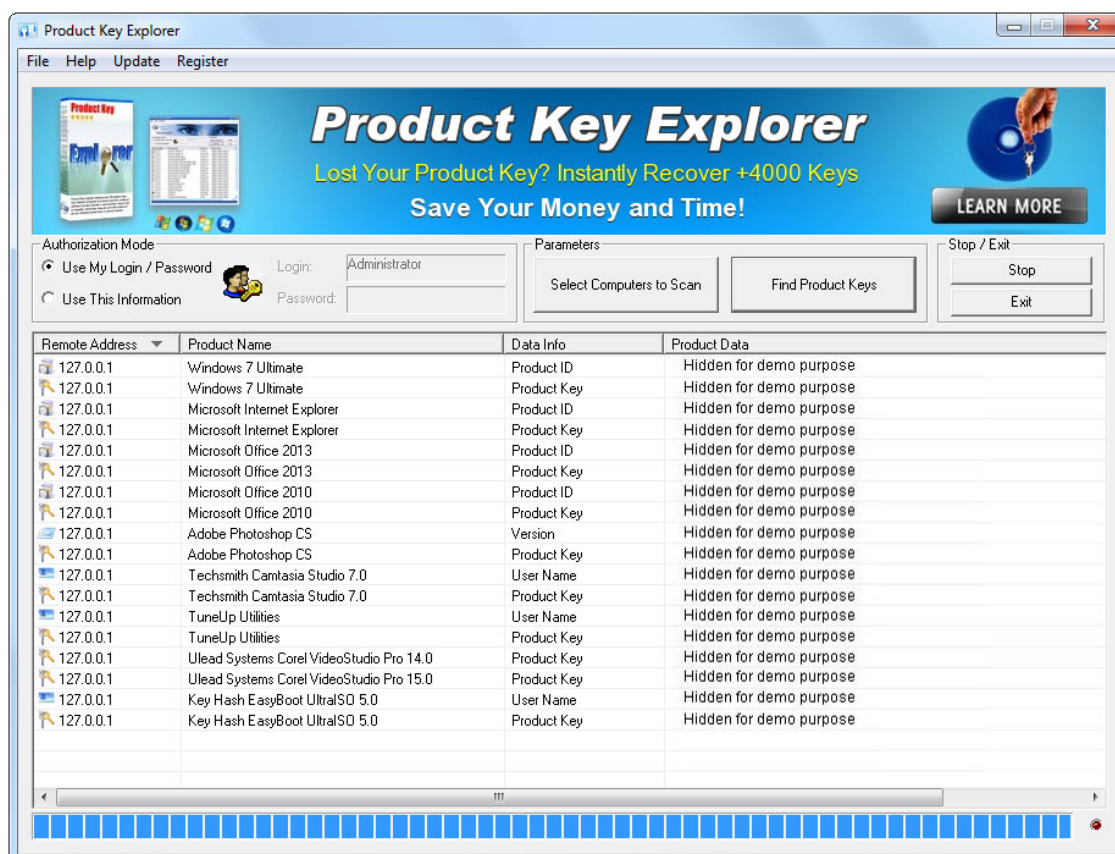 Product Key Explorer
File Help Update Register
Product Key
Explorer
Product Key Explorer
Lost Your Product Key? Instantly Recover +4000 Keys
Save Your Money and Time!
LEARN MORE
Authorization Mode
Use My Login / Password
Use This Information
Login: Administrator
Password:
Parameters
Select Computers to Scan
Find Product Keys
Stop / Exit
Stop
Exit
Remote Address Product Name Data Info Product Data
127.0.0.1 Windows 7 Ultimate Product ID Hidden for demo purpose
127.0.0.1 Windows 7 Ultimate Product Key Hidden for demo purpose
127.0.0.1 Microsoft Internet Explorer Product ID Hidden for demo purpose
127.0.0.1 Microsoft Internet Explorer Product Key Hidden for demo purpose
127.0.0.1 Microsoft Office 2013 Product ID Hidden for demo purpose
127.0.0.1 Microsoft Office 2013 Product Key Hidden for demo purpose
127.0.0.1 Microsoft Office 2010 Product ID Hidden for demo purpose
127.0.0.1 Microsoft Office 2010 Product Key Hidden for demo purpose
127.0.0.1 Adobe Photoshop CS Version Hidden for demo purpose
127.0.0.1 Adobe Photoshop CS Product Key Hidden for demo purpose
127.0.0.1 Techsmith Camtasia Studio 7.0 User Name Hidden for demo purpose
127.0.0.1 Techsmith Camtasia Studio 7.0 Product Key Hidden for demo purpose
127.0.0.1 TuneUp Utilities User Name Hidden for demo purpose
127.0.0.1 TuneUp Utilities Product Key Hidden for demo purpose
127.0.0.1 Ulead Systems Corel VideoStudio Pro 14.0 Product Key Hidden for demo purpose
127.0.0.1 Ulead Systems Corel VideoStudio Pro 15.0 Product Key Hidden for demo purpose
127.0.0.1 Key Hash EasyBoot UltraISO 5.0 User Name Hidden for demo purpose
127.0.0.1 Key Hash EasyBoot UltraISO 5.0 Product Key Hidden for demo purpose